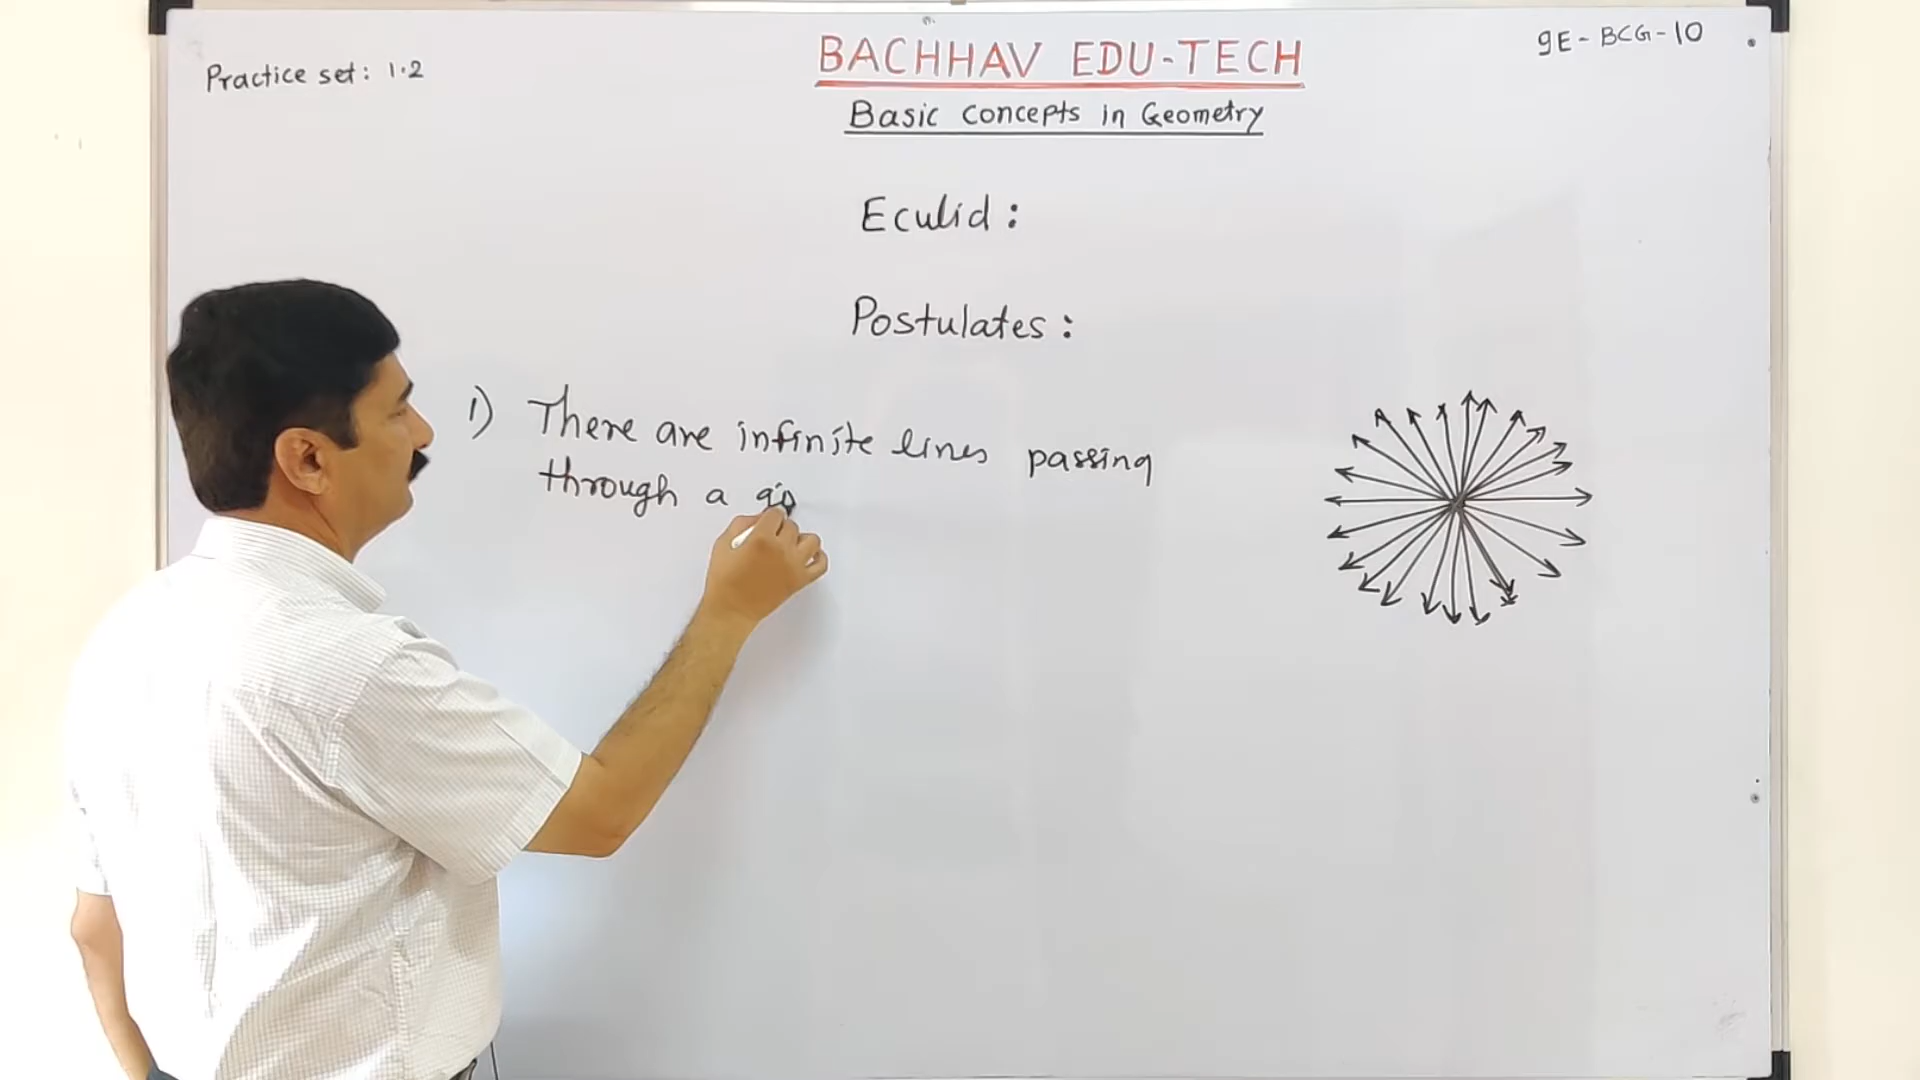 Practice set: 1.2
BACHHAV EDU-TECH
9E-BCG-10
Basic concepts in Geometry
Eculid:
Postulates:
1) There are infinite lines passing
through a